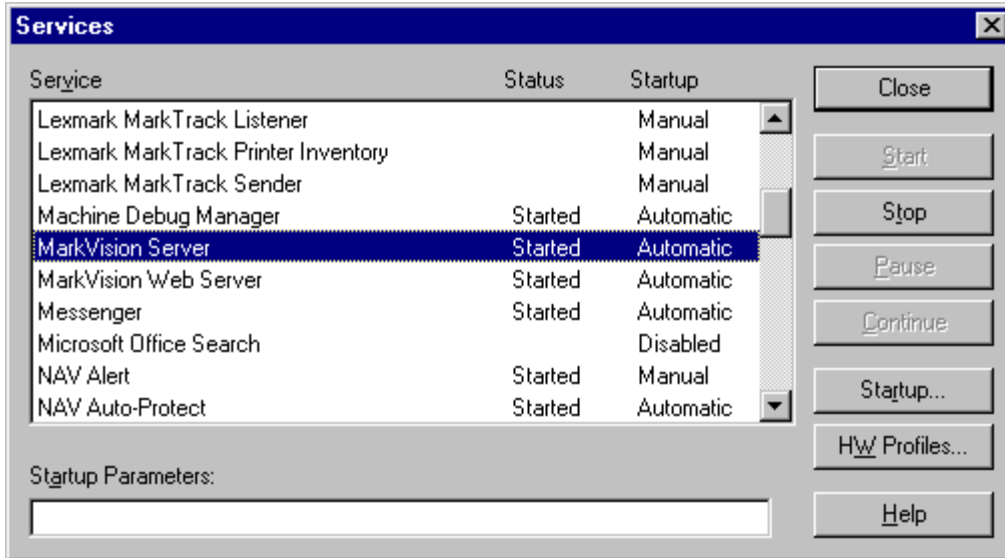 Services
Service Status Startup
Lexmark MarkTrack Listener Manual
Lexmark MarkTrack Printer Inventory Manual
Lexmark MarkTrack Sender Manual
Machine Debug Manager Started Automatic
MarkVision Server Started Automatic
MarkVision Web Server Started Automatic
Messenger Started Automatic
Microsoft Office Search Disabled
NAV Alert Started Manual
NAV Auto-Protect Started Automatic
Startup Parameters:
Close
Start
Stop
Pause
Continue
Startup...
HW Profiles...
Help